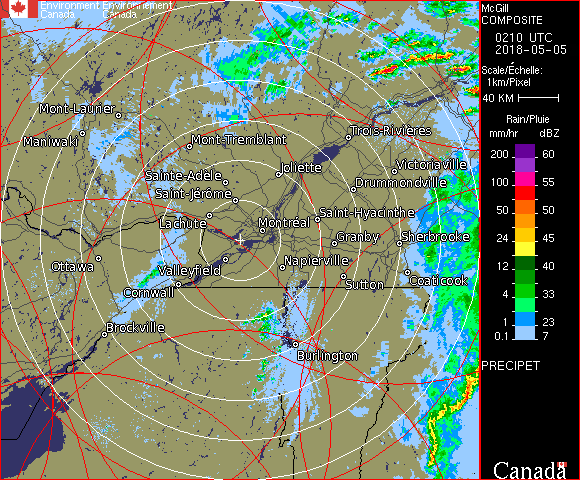 Environment Environnement
Canada Canada
McGill
COMPOSITE
0210 UTC
2018-05-05
Scale/Échelle:
1km/Pixel
40 KM
Rain/Pluie
mm/hr dBZ
200 60
150 57
100 55
50 50
24 45
12 40
4 33
1 23
0.1 7
PRECIPET
Canada
Mont-Laurier
Maniwaki
Mont-Tremblant
Trois-Rivières
Sainte-Adèle
Joliette
Victoriaville
Saint-Jérôme
Drummondville
Lachute
Montréal
Saint-Hyacinthe
Granby
Sherbrooke
Ottawa
Valleyfield
Napierville
Cornwall
Sutton
Coaticook
Brockville
Burlington